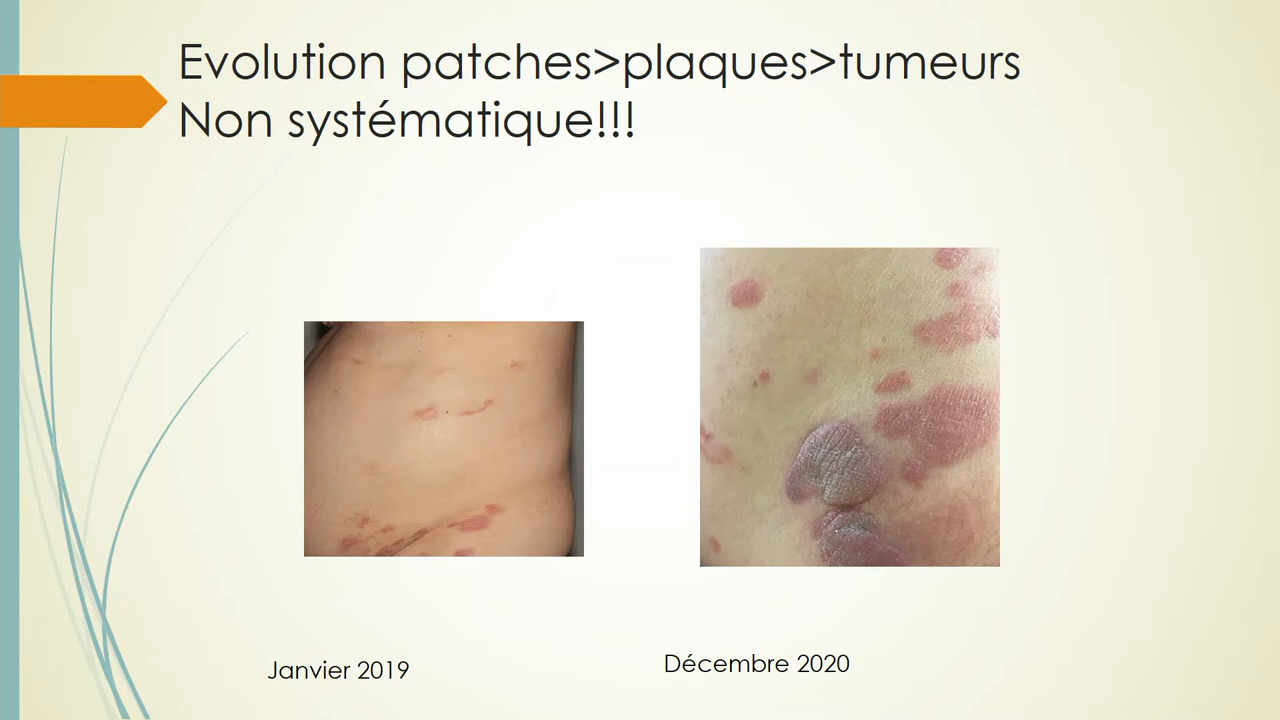 Evolution patches>plaques>tumeurs
Non systématique!!!
Janvier 2019
Décembre 2020